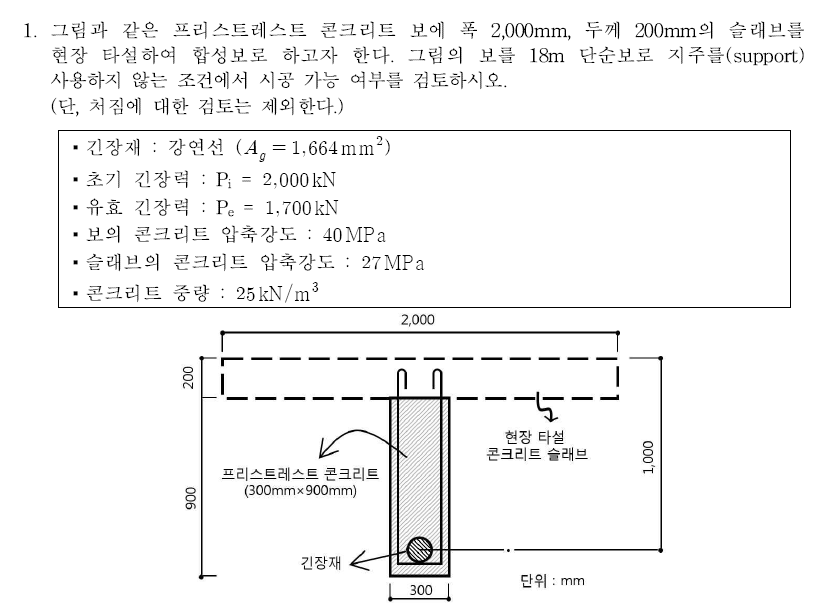 1. 그림과 같은 프리스트레스트 콘크리트 보에 폭 2,000mm, 두께 200mm의 슬래브를
현장 타설하여 합성보로 하고자 한다. 그림의 보를 18m 단순보로 지주를(support)
사용하지 않는 조건에서 시공 가능 여부를 검토하시오.
(단, 처짐에 대한 검토는 제외한다.)
▪ 긴장재 : 강연선 (A_g = 1,664mm²)
▪ 초기 긴장력 : Pᵢ = 2,000kN
▪ 유효 긴장력 : Pₑ = 1,700kN
▪ 보의 콘크리트 압축강도 : 40MPa
▪ 슬래브의 콘크리트 압축강도 : 27MPa
▪ 콘크리트 중량 : 25kN/m³
2,000
200
현장 타설
콘크리트 슬래브
1,000
프리스트레스트 콘크리트
(300mm×900mm)
900
긴장재
300
단위 : mm